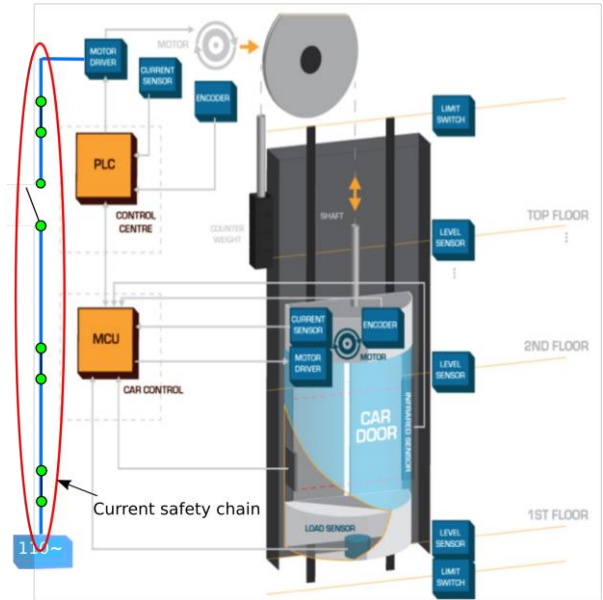 MOTOR
MOTOR
DRIVER
CURRENT
SENSOR
ENCODER
LIMIT
SWITCH
PLC
CONTROL
CENTRE
SHAFT
COUNTER
WEIGHT
TOP FLOOR
LEVEL
SENSOR
MCU
CAR CONTROL
CURRENT
SENSOR
ENCODER
MOTOR
DRIVER
MOTOR
2ND FLOOR
LEVEL
SENSOR
CAR
DOOR
INFRARED SENSOR
Current safety chain
LOAD SENSOR
1ST FLOOR
LEVEL
SENSOR
LIMIT
SWITCH